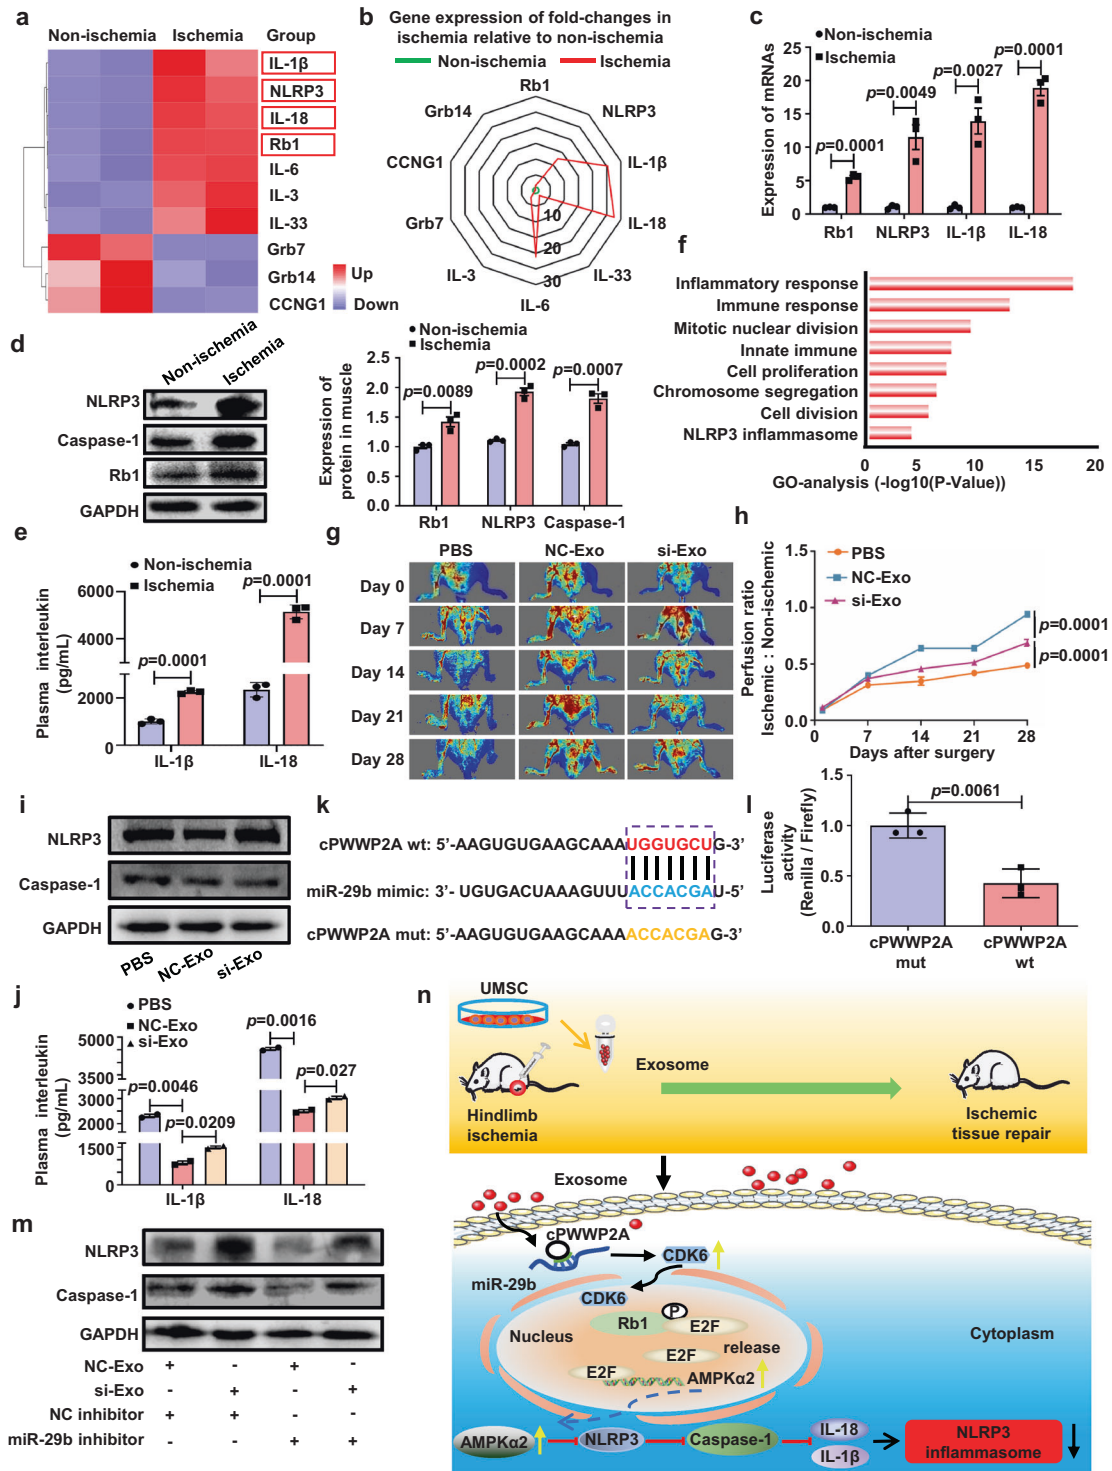 a
Non-ischemia Ischemia Group
IL-1β
NLRP3
IL-18
Rb1
IL-6
IL-3
IL-33
Grb7
Grb14
CCNG1
Up
Down
b
Gene expression of fold-changes in
ischemia relative to non-ischemia
Non-ischemia Ischemia
Rb1
NLRP3
IL-1β
IL-18
IL-33
IL-6
IL-3
Grb7
CCNG1
Grb14
10
20
30
c
Non-ischemia
Ischemia
Expression of mRNAs
25
20
15
10
5
0
p=0.0001
p=0.0049
p=0.0027
p=0.0001
Rb1 NLRP3 IL-1β IL-18
d
Non-ischemia
Ischemia
NLRP3
Caspase-1
Rb1
GAPDH
Non-ischemia
Ischemia
Expression of
protein in muscle
2.5
2.0
1.5
1.0
0.5
0.0
p=0.0089
p=0.0002
p=0.0007
Rb1 NLRP3 Caspase-1
f
Inflammatory response
Immune response
Mitotic nuclear division
Innate immune
Cell proliferation
Chromosome segregation
Cell division
NLRP3 inflammasome
0 5 10 15 20
GO-analysis (-log10(P-Value))
e
Non-ischemia
Ischemia
Plasma interleukin
(pg/mL)
6000
4000
2000
0
p=0.0001
p=0.0001
IL-1β IL-18
g
PBS NC-Exo si-Exo
Day 0
Day 7
Day 14
Day 21
Day 28
h
Perfusion ratio
Ischemic : Non-ischemic
1.5
1.0
0.5
0.0
PBS
NC-Exo
si-Exo
p=0.0001
p=0.0001
0 7 14 21 28
Days after surgery
i
NLRP3
Caspase-1
GAPDH
PBS
NC-Exo
si-Exo
k
cPWWP2A wt: 5’-AAGUGUGAAGCAAAUGGUGCUG-3’
miR-29b mimic: 3’- UGUGACUAAAGUUUACCACGAU-5’
cPWWP2A mut: 5’-AAGUGUGAAGCAAAACCACGAG-3’
l
Luciferase
activity
(Renilla / Firefly)
1.5
1.0
0.5
0.0
p=0.0061
cPWWP2A
mut
cPWWP2A
wt
j
PBS
NC-Exo
si-Exo
Plasma interleukin
(pg/mL)
5000
3500
3000
2000
1500
0
p=0.0046
p=0.0209
p=0.0016
p=0.027
IL-1β IL-18
m
NLRP3
Caspase-1
GAPDH
NC-Exo + - + -
si-Exo - + - +
NC inhibitor + + - -
miR-29b inhibitor - - + +
n
UMSC
Exosome
Hindlimb
ischemia
Ischemic
tissue repair
Exosome
cPWWP2A
miR-29b
CDK6
CDK6
P
Rb1
E2F
Nucleus
release
E2F
E2F
AMPKα2
Cytoplasm
AMPKα2
NLRP3
Caspase-1
IL-18
IL-1β
NLRP3
inflammasome